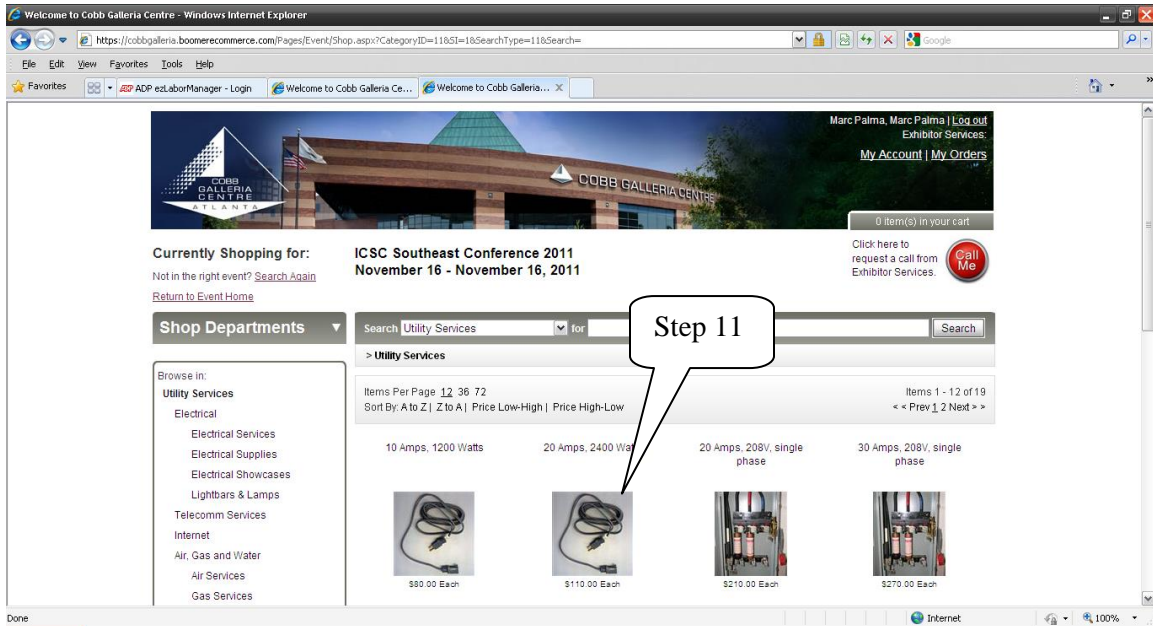 Welcome to Cobb Galleria Centre - Windows Internet Explorer
https://cobbgalleria.boomerecommerce.com/Pages/Event/Shop.aspx?CategoryID=11&SI=1&SearchType=11&Search=
Google
File Edit View Favorites Tools Help
Favorites
ADP ezLaborManager - Login
Welcome to Cobb Galleria Ce...
Welcome to Cobb Galleria...
COBB
GALLERIA
CENTRE
ATLANTA
COBB GALLERIA CENTRE
Marc Palma, Marc Palma | Log out
Exhibitor Services:
My Account | My Orders
0 item(s) in your cart
Currently Shopping for:
Not in the right event? Search Again
Return to Event Home
ICSC Southeast Conference 2011
November 16 - November 16, 2011
Click here to
request a call from
Exhibitor Services.
Call
Me
Shop Departments
Search Utility Services for
Search
Step 11
> Utility Services
Browse in:
Utility Services
Electrical
Electrical Services
Electrical Supplies
Electrical Showcases
Lightbars & Lamps
Telecomm Services
Internet
Air, Gas and Water
Air Services
Gas Services
Items Per Page 12 36 72
Sort By: A to Z | Z to A | Price Low-High | Price High-Low
Items 1 - 12 of 19
< < Prev 1 2 Next > >
10 Amps, 1200 Watts
20 Amps, 2400 Wat
20 Amps, 208V, single
phase
30 Amps, 208V, single
phase
$80.00 Each
$110.00 Each
$210.00 Each
$270.00 Each
Done
Internet
100%